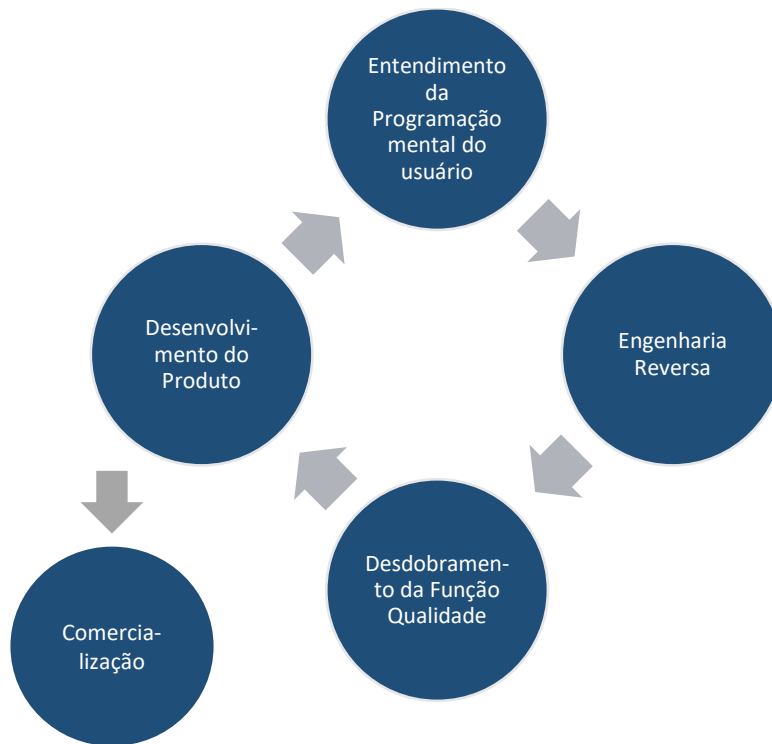 Entendimento
da
Programação
mental do
usuário
Engenharia
Reversa
Desdobramen-
to da Função
Qualidade
Desenvolvi-
mento do
Produto
Comercia-
lização